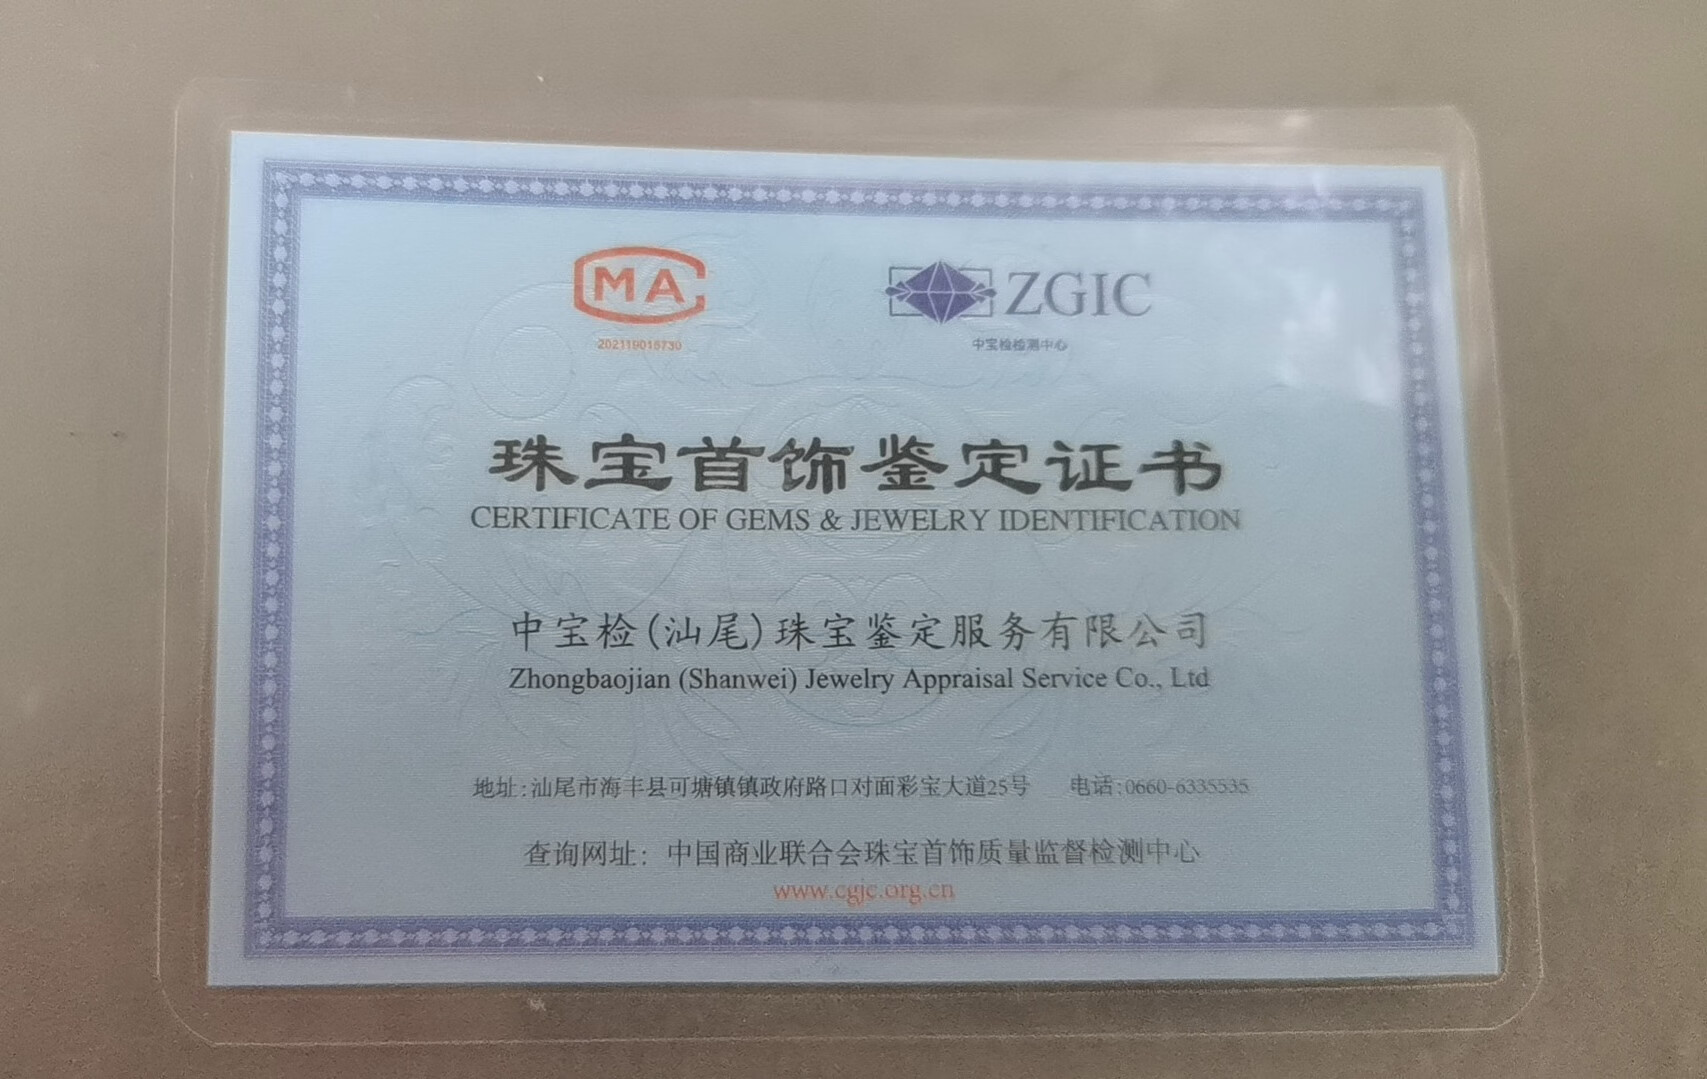 MA
202119016730
ZGIC
中宝检检测中心
珠宝首饰鉴定证书
CERTIFICATE OF GEMS & JEWELRY IDENTIFICATION
中宝检(汕尾)珠宝鉴定服务有限公司
Zhongbaojian (Shanwei) Jewelry Appraisal Service Co., Ltd
地址:汕尾市海丰县可塘镇镇政府路口对面彩宝大道25号 电话:0660-6335535
查询网址：中国商业联合会珠宝首饰质量监督检测中心
www.cgjc.org.cn